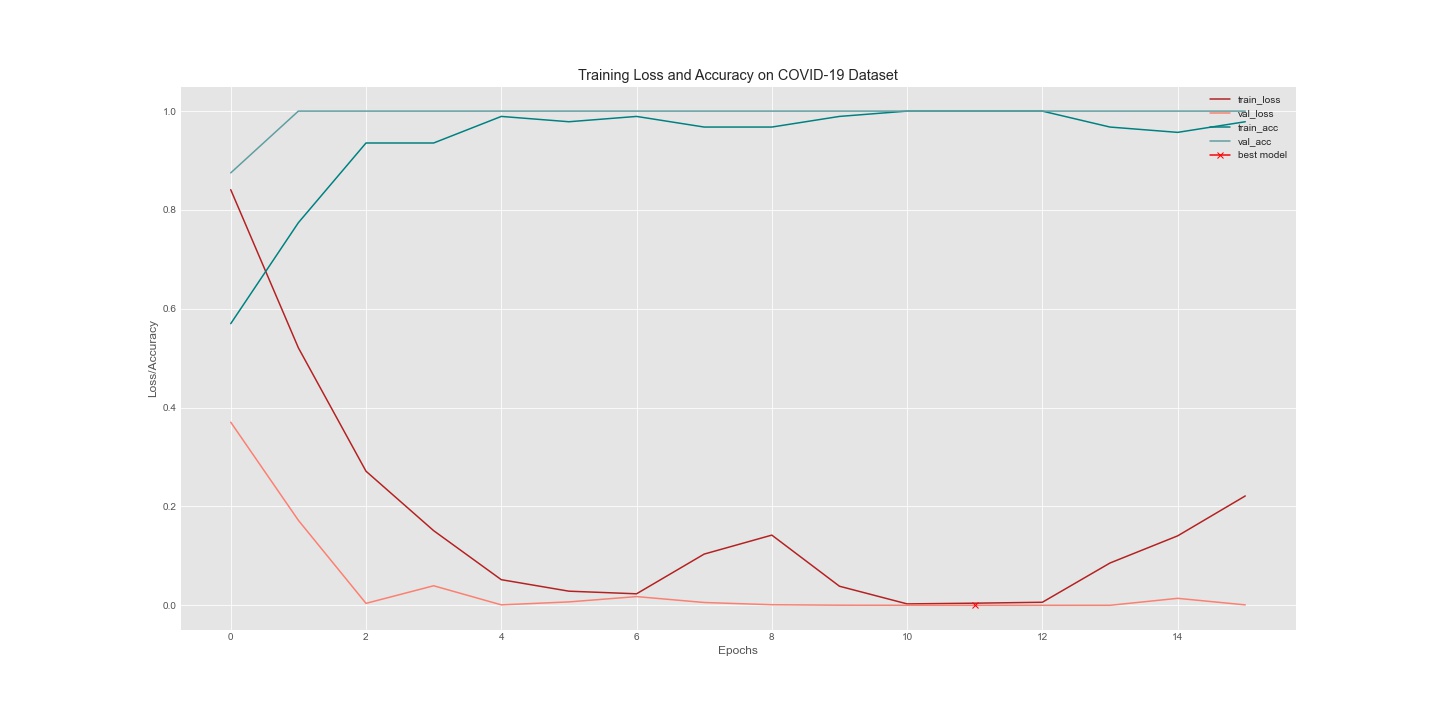 Training Loss and Accuracy on COVID-19 Dataset
1.0
0.8
0.6
0.4
0.2
0.0
Loss/Accuracy
train_loss
val_loss
train_acc
val_acc
best model
0 2 4 6 8 10 12 14
Epochs